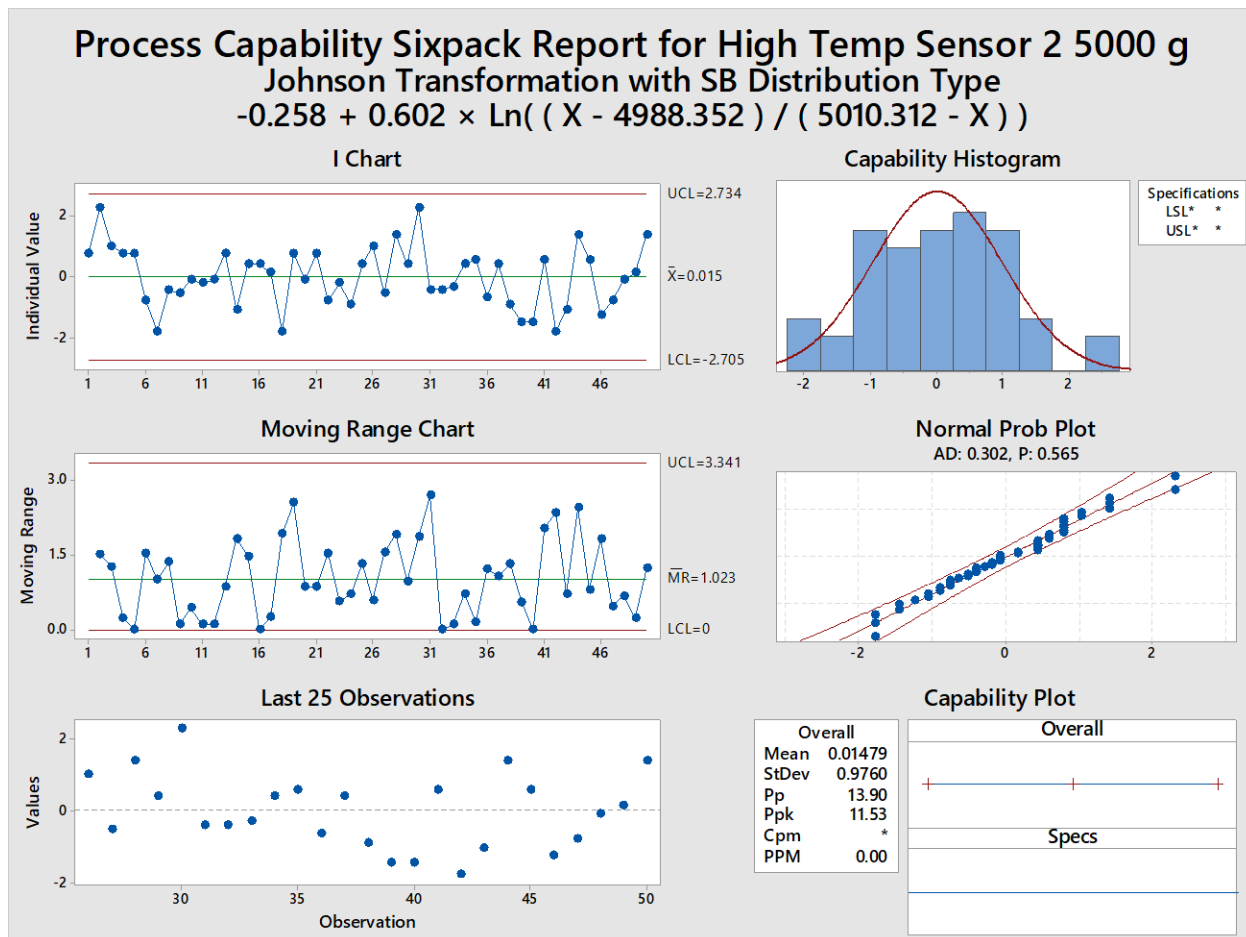 Process Capability Sixpack Report for High Temp Sensor 2 5000 g
Johnson Transformation with SB Distribution Type
-0.258 + 0.602 × Ln( ( X - 4988.352 ) / ( 5010.312 - X ) )
I Chart
Individual Value
2
0
-2
1 6 11 16 21 26 31 36 41 46
UCL=2.734
X̄=0.015
LCL=-2.705
Capability Histogram
-2 -1 0 1 2
Specifications
LSL* *
USL* *
Moving Range Chart
Moving Range
3.0
1.5
0.0
1 6 11 16 21 26 31 36 41 46
UCL=3.341
M̅R̅=1.023
LCL=0
Normal Prob Plot
AD: 0.302, P: 0.565
-2 0 2
Last 25 Observations
Values
2
0
-2
30 35 40 45 50
Observation
Capability Plot
Overall
Mean 0.01479
StDev 0.9760
Pp 13.90
Ppk 11.53
Cpm *
PPM 0.00
Overall
Specs